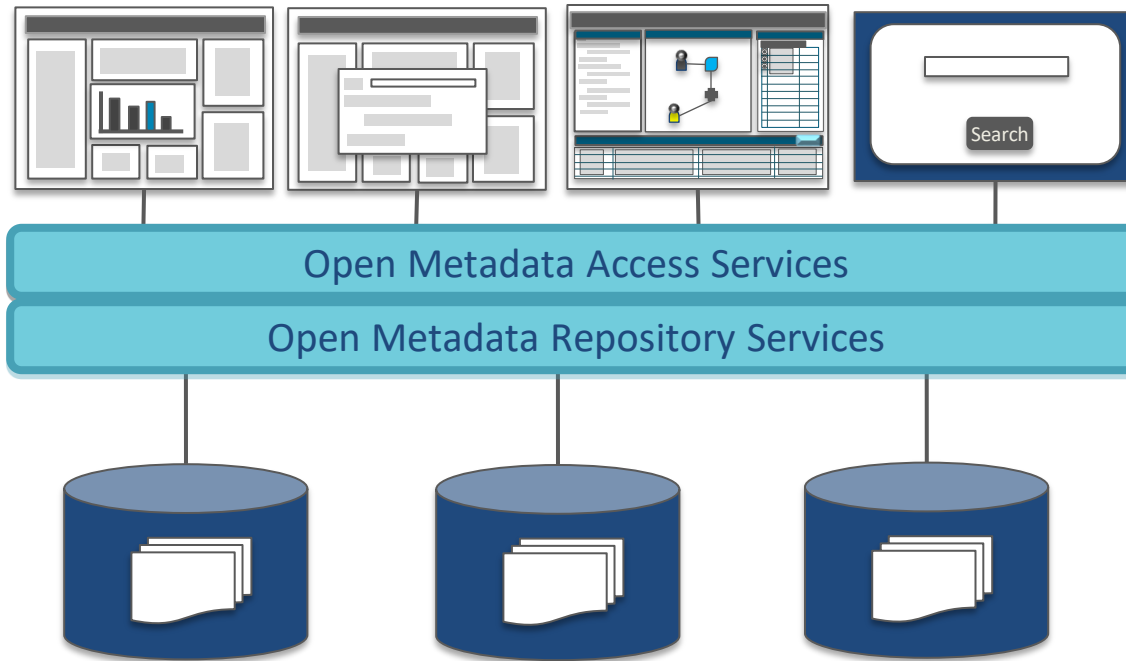 Search
Open Metadata Access Services
Open Metadata Repository Services